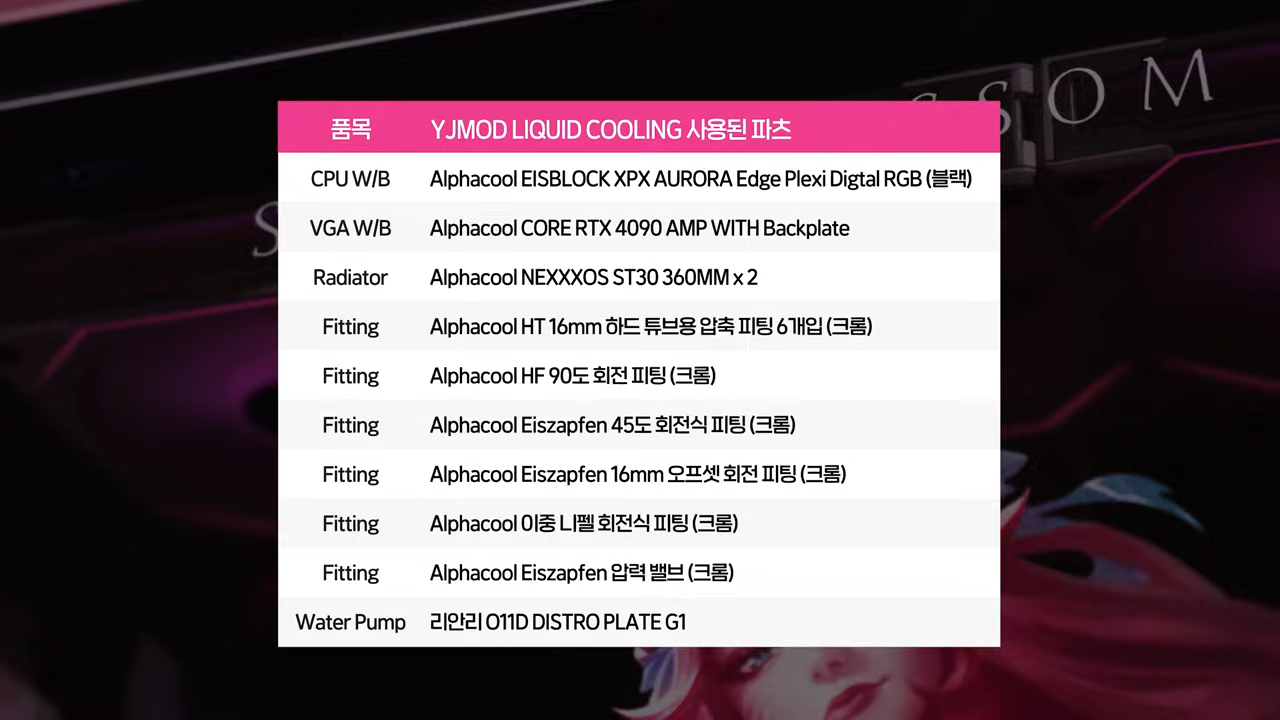 SSOM
S
품목 YJMOD LIQUID COOLING 사용된 파츠
CPU W/B Alphacool EISBLOCK XPX AURORA Edge Plexi Digtal RGB (블랙)
VGA W/B Alphacool CORE RTX 4090 AMP WITH Backplate
Radiator Alphacool NEXXXOS ST30 360MM x 2
Fitting Alphacool HT 16mm 하드 튜브용 압축 피팅 6개입 (크롬)
Fitting Alphacool HF 90도 회전 피팅 (크롬)
Fitting Alphacool Eiszapfen 45도 회전식 피팅 (크롬)
Fitting Alphacool Eiszapfen 16mm 오프셋 회전 피팅 (크롬)
Fitting Alphacool 이중 니펠 회전식 피팅 (크롬)
Fitting Alphacool Eiszapfen 압력 밸브 (크롬)
Water Pump 리안리 O11D DISTRO PLATE G1